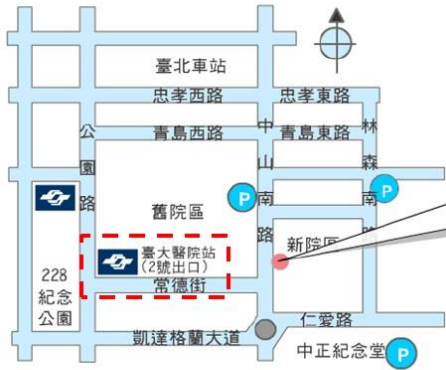 臺北車站
忠孝西路
忠孝東路
公園路
青島西路
中山南路
青島東路
林森南路
P
P
舊院區
新院區
臺大醫院站
(2號出口)
228
紀念
公園
常德街
仁愛路
凱達格蘭大道
中正紀念堂
P